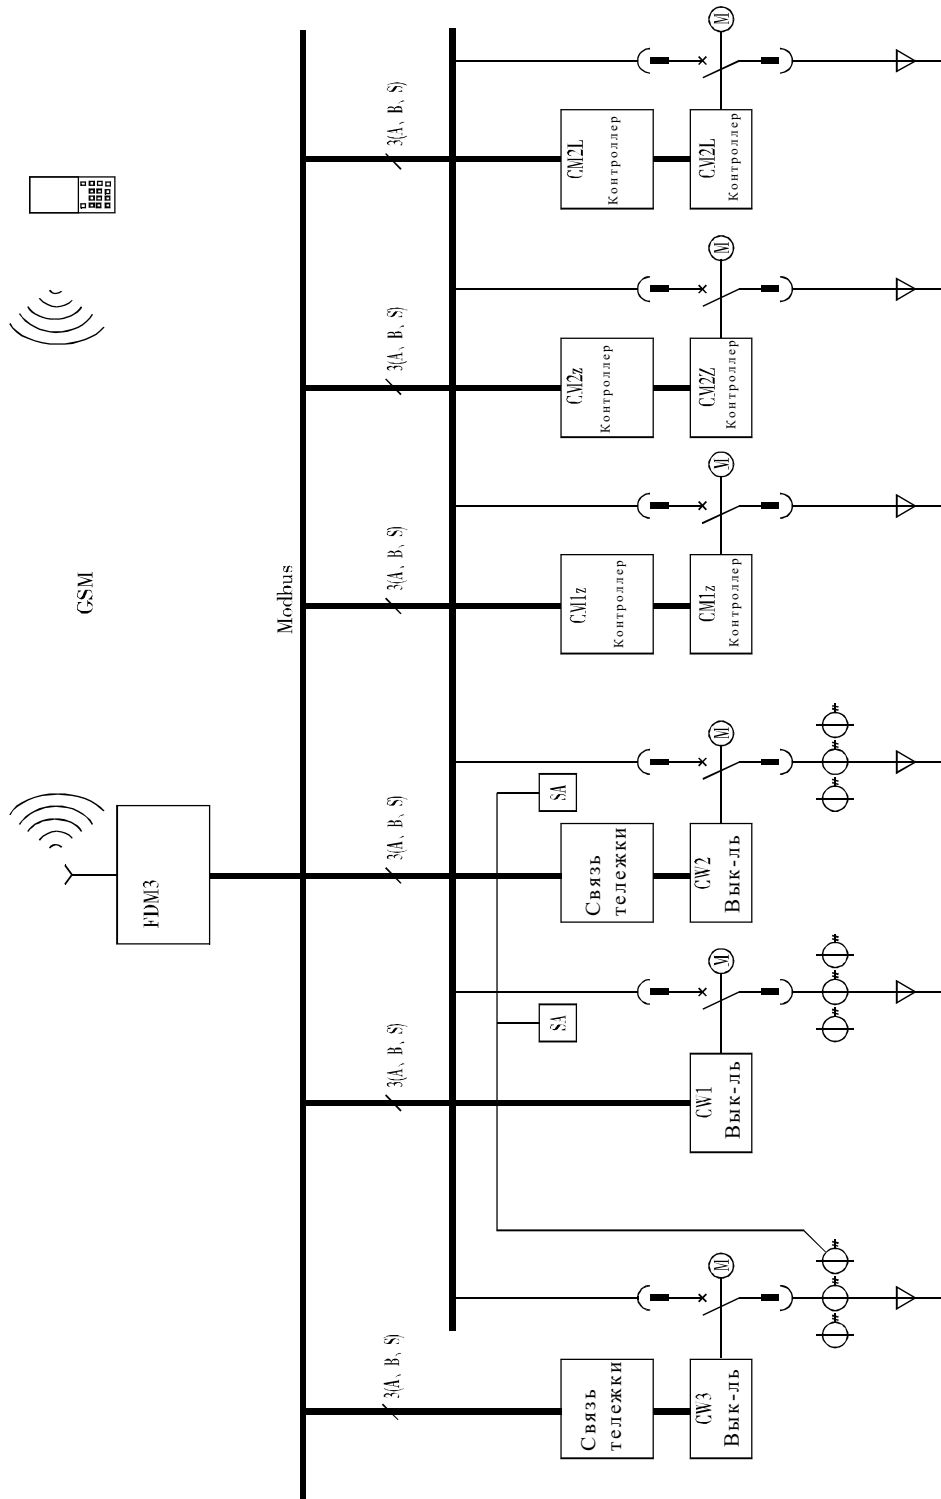 GSM
FDM3
Modbus
3(A、B、S)
3(A、B、S)
3(A、B、S)
3(A、B、S)
3(A、B、S)
3(A、B、S)
SA
SA
Связь
тележки
Связь
тележки
CM1z
Контроллер
CM2z
Контроллер
CM2L
Контроллер
CW3
Вык-ль
CW1
Вык-ль
CW2
Вык-ль
CM1z
Контроллер
CM2Z
Контроллер
CM2L
Контроллер
M
M
M
M
M
M